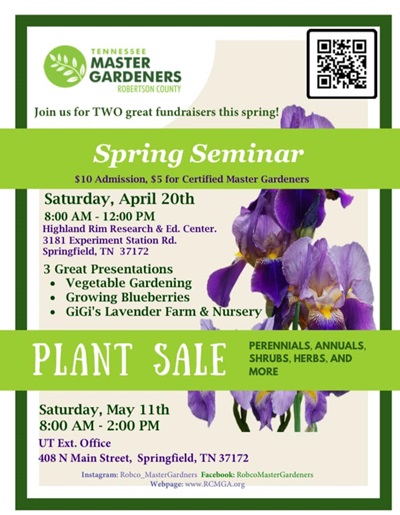 TENNESSEE
MASTER
GARDENERS
ROBERTSON COUNTY
Join us for TWO great fundraisers this spring!
Spring Seminar
$10 Admission, $5 for Certified Master Gardeners
Saturday, April 20th
8:00 AM - 12:00 PM
Highland Rim Research & Ed. Center.
3181 Experiment Station Rd.
Springfield, TN 37172
3 Great Presentations
• Vegetable Gardening
• Growing Blueberries
• GiGi's Lavender Farm & Nursery
PLANT SALE
PERENNIALS, ANNUALS,
SHRUBS, HERBS, AND
MORE
Saturday, May 11th
8:00 AM - 2:00 PM
UT Ext. Office
408 N Main Street, Springfield, TN 37172
Instagram: Robco_MasterGardners Facebook: RobcoMasterGardeners
Webpage: www.RCMGA.org